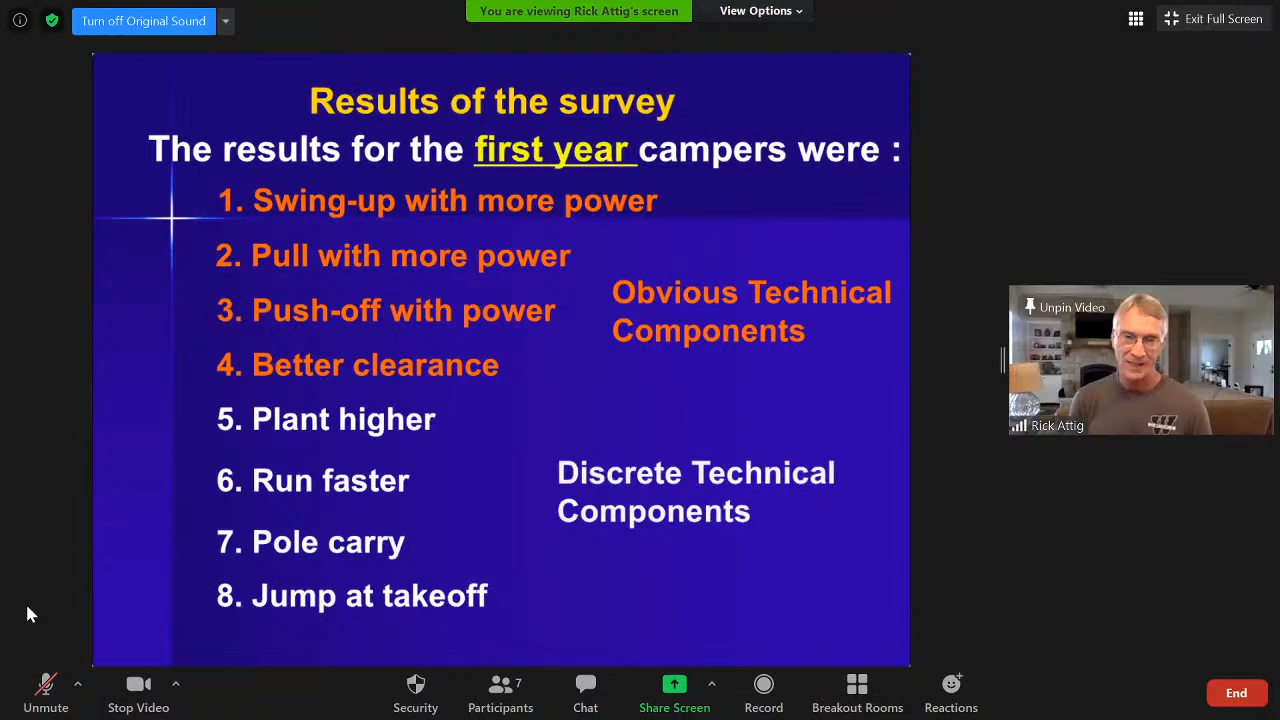 Turn off Original Sound
You are viewing Rick Attig's screen
View Options
Exit Full Screen
Results of the survey
The results for the first year campers were :
1. Swing-up with more power
2. Pull with more power
3. Push-off with power
Obvious Technical
Components
4. Better clearance
5. Plant higher
6. Run faster
Discrete Technical
Components
7. Pole carry
8. Jump at takeoff
Unpin Video
W
Rick Attig
Unmute
Stop Video
Security
Participants
7
Chat
Share Screen
Record
Breakout Rooms
Reactions
End